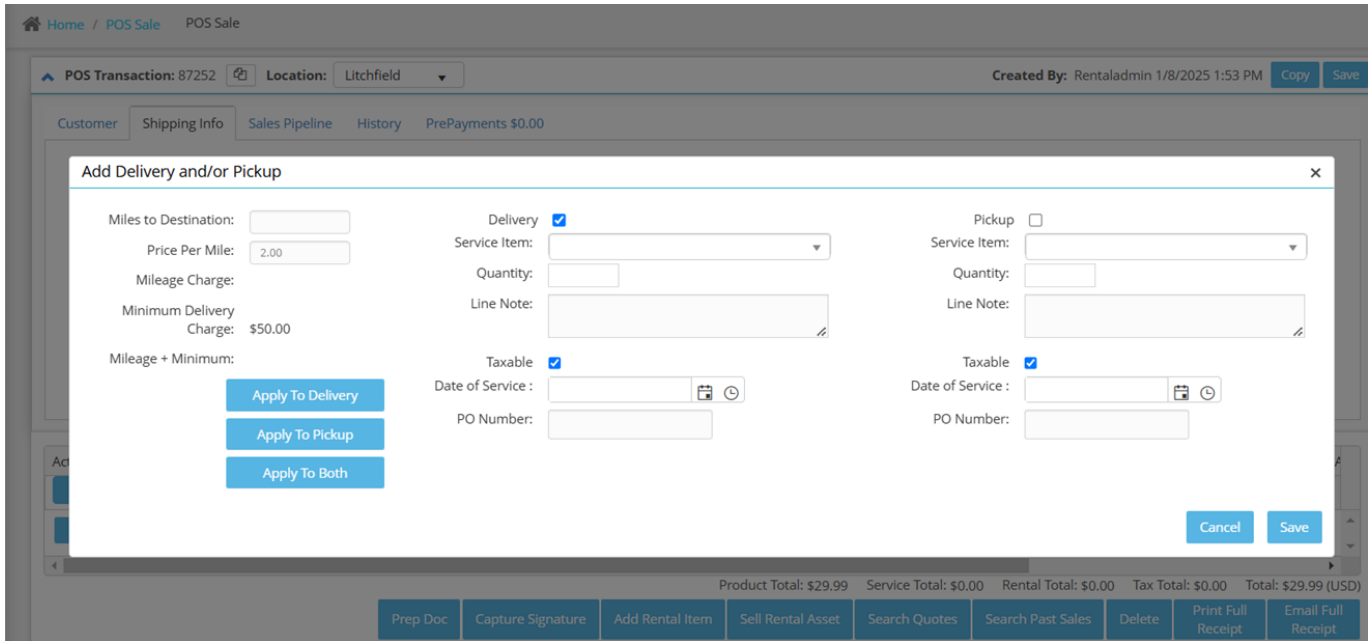 Home / POS Sale POS Sale
POS Transaction: 87252 Location: Litchfield Created By: Rentaladmin 1/8/2025 1:53 PM Copy Save
Customer Shipping Info Sales Pipeline History PrePayments $0.00
Add Delivery and/or Pickup ×
Miles to Destination: Delivery Pickup
Price Per Mile: 2.00 Service Item: Service Item:
Mileage Charge: Quantity: Quantity:
Minimum Delivery Line Note: Line Note:
Charge: $50.00
Mileage + Minimum: Taxable Taxable
Apply To Delivery Date of Service : Date of Service :
Apply To Pickup PO Number: PO Number:
Apply To Both
Cancel Save
Product Total: $29.99 Service Total: $0.00 Rental Total: $0.00 Tax Total: $0.00 Total: $29.99 (USD)
Prep Doc Capture Signature Add Rental Item Sell Rental Asset Search Quotes Search Past Sales Delete Print Full Email Full
Receipt Receipt